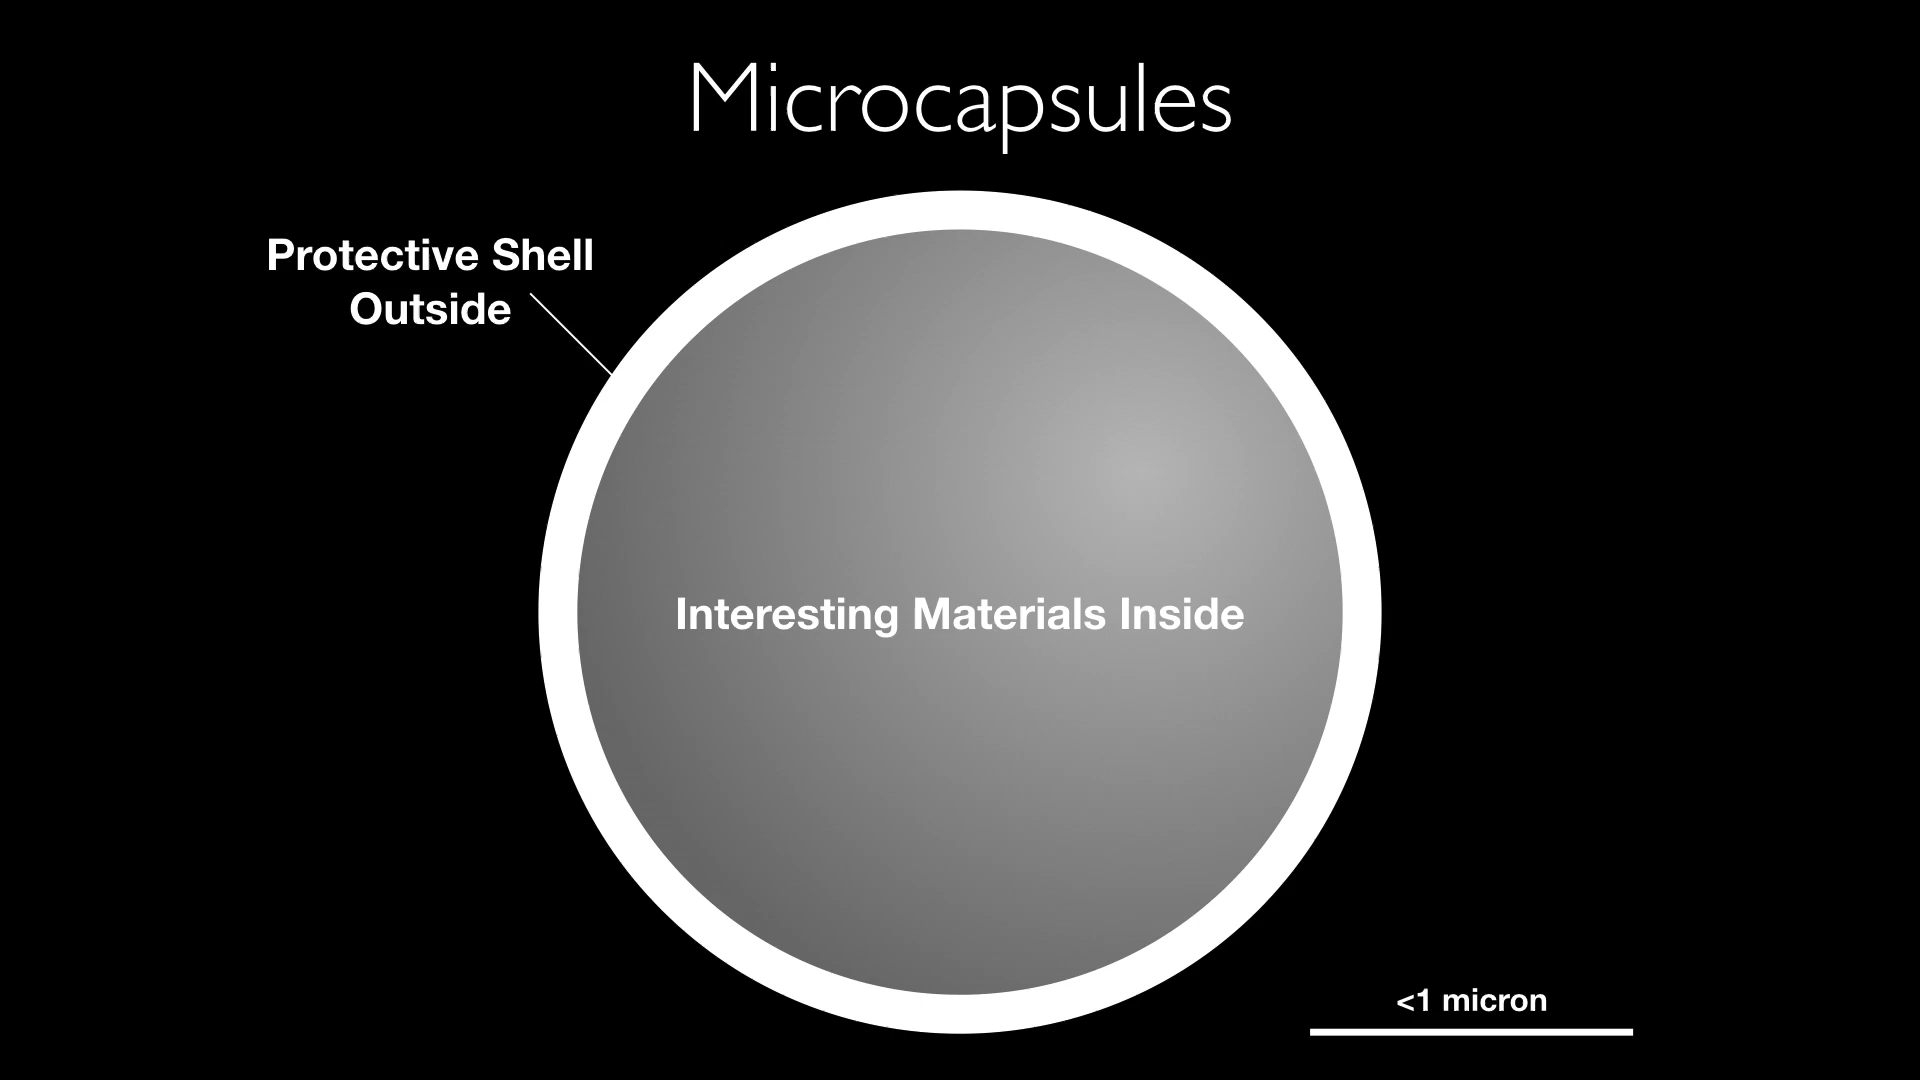 Microcapsules
Protective Shell
Outside
Interesting Materials Inside
<1 micron